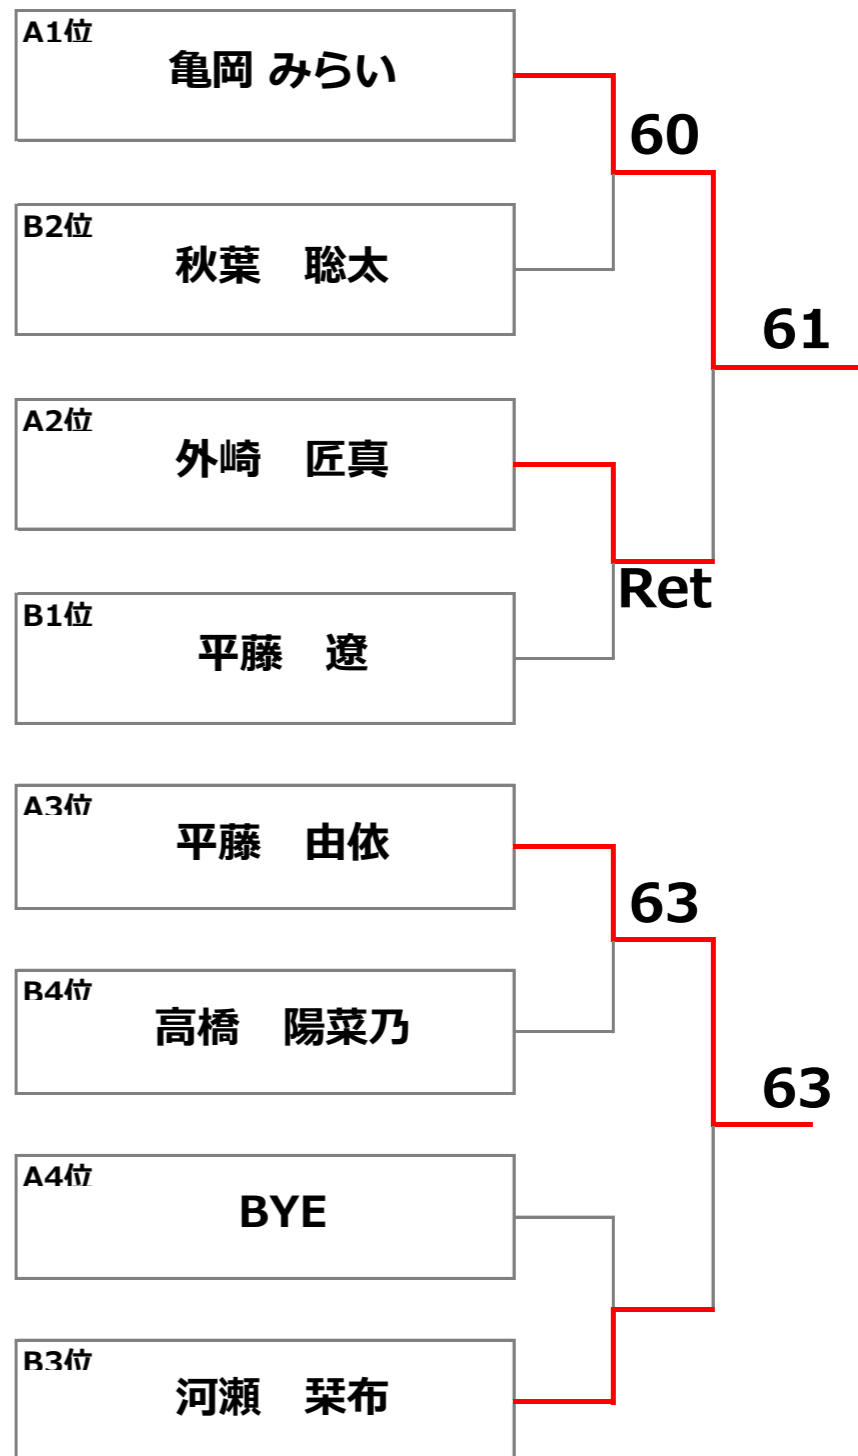 A1位
亀岡 みらい
60
B2位
秋葉　聡太
61
A2位
外崎　匠真
Ret
B1位
平藤　遼
A3位
平藤　由依
63
B4位
高橋　陽菜乃
63
A4位
BYE
B3位
河瀬　栞布